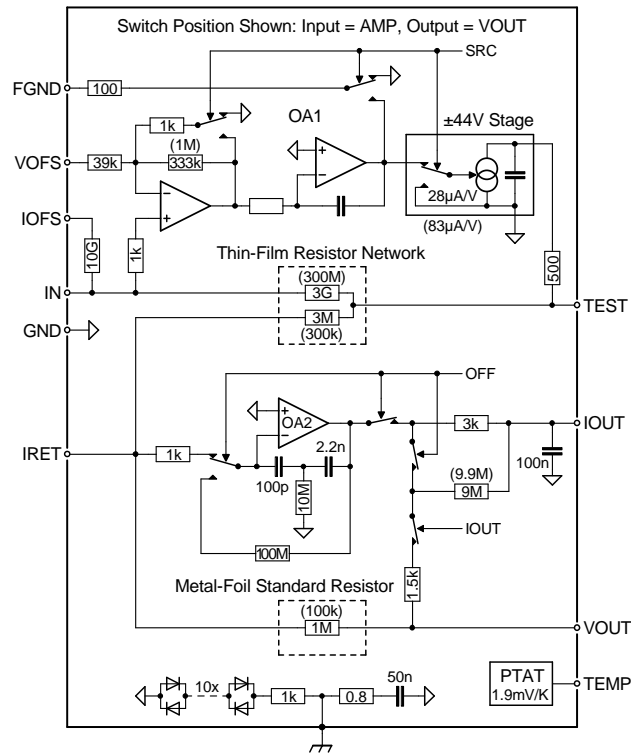 Switch Position Shown: Input = AMP, Output = VOUT
SRC
FGND
100
OA1
±44V Stage
1k
(1M)
VOFS
39k
333k
+
−
−
+
28µA/V
(83µA/V)
IOFS
10G
1k
500
Thin-Film Resistor Network
(300M)
IN
3G
TEST
3M
(300k)
GND
OFF
+
OA2
−
3k
IOUT
IRET
1k
2.2n
100n
100p
10M
(9.9M)
9M
IOUT
100M
1.5k
Metal-Foil Standard Resistor
(100k)
1M
VOUT
10x
1k
0.8
50n
PTAT
1.9mV/K
TEMP